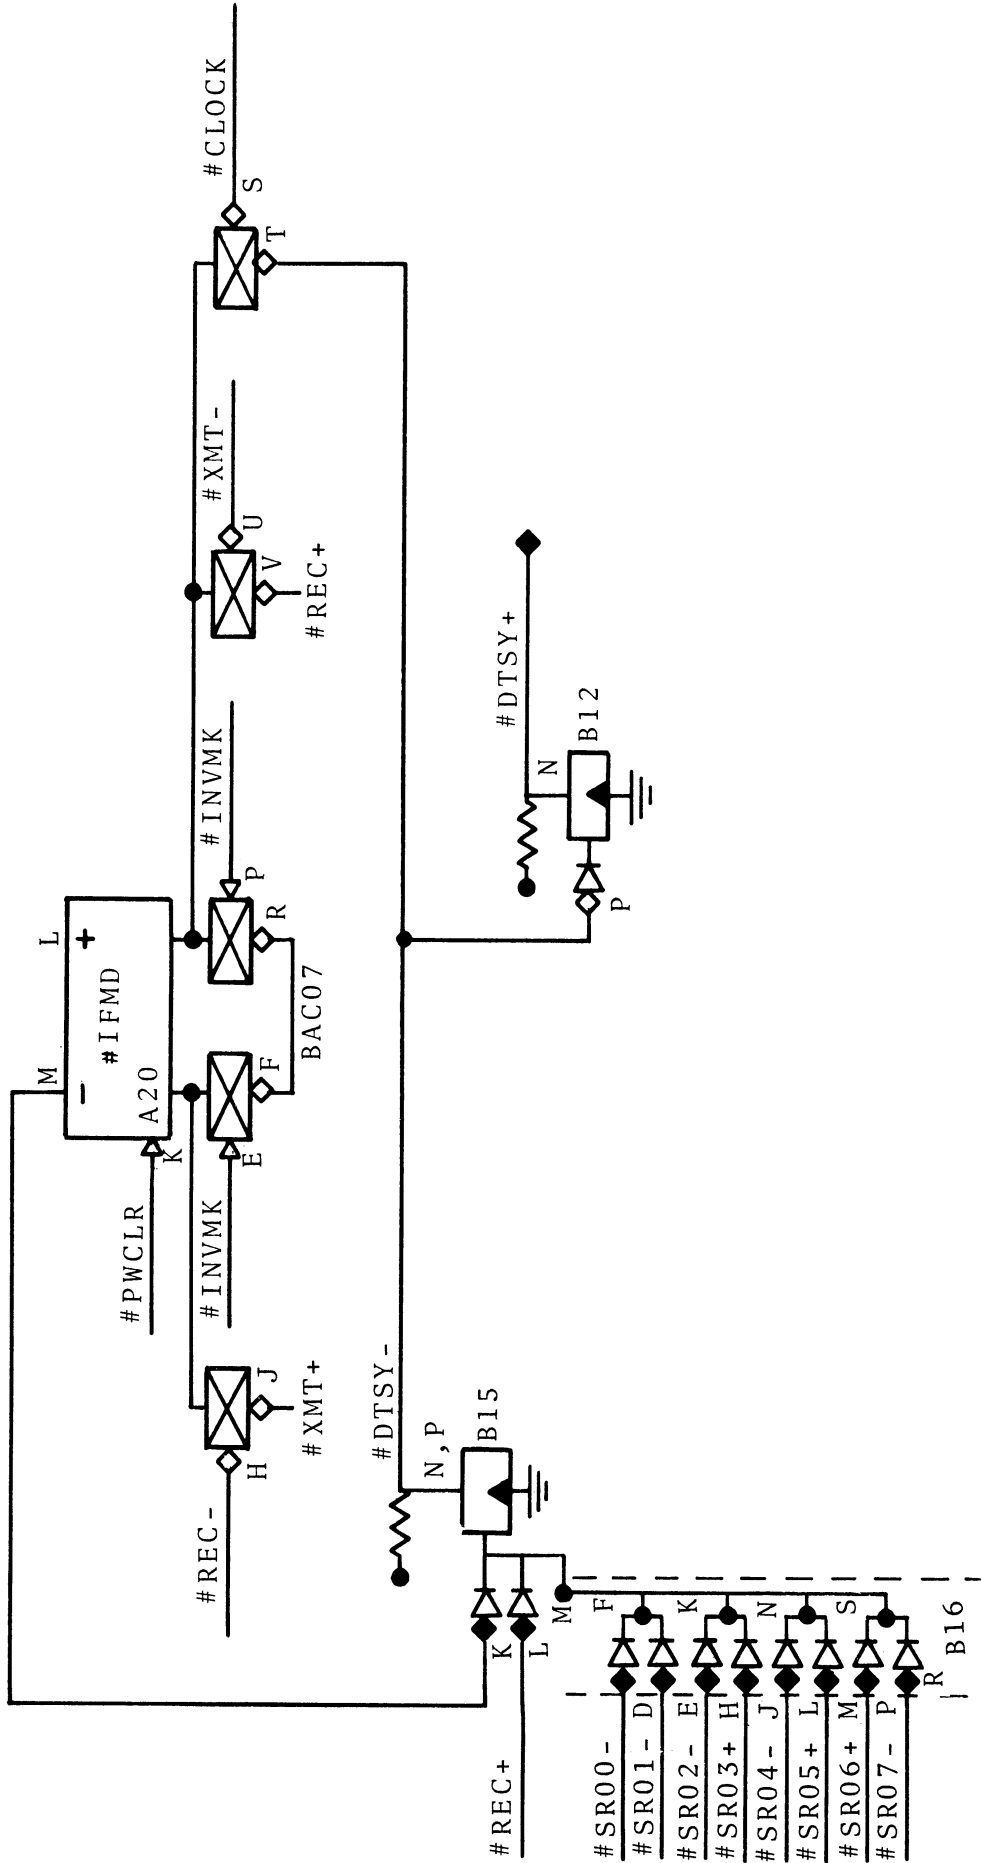 #CLOCK
S
T
#XMT-
U
V
#REC+
#INVMK
P
R
L
+
#IFMD
M
-
A20
K
#PWCLR
#INVMK
E
F
BAC07
J
#XMT+
H
#REC-
#DTSY+
N
B12
P
#DTSY-
N,P
B15
K
L
M
#REC+
F
K
N
S
B16
#SR00-
#SR01- D
#SR02- E
#SR03+ H
#SR04- J
#SR05+ L
#SR06+ M
#SR07- P
R